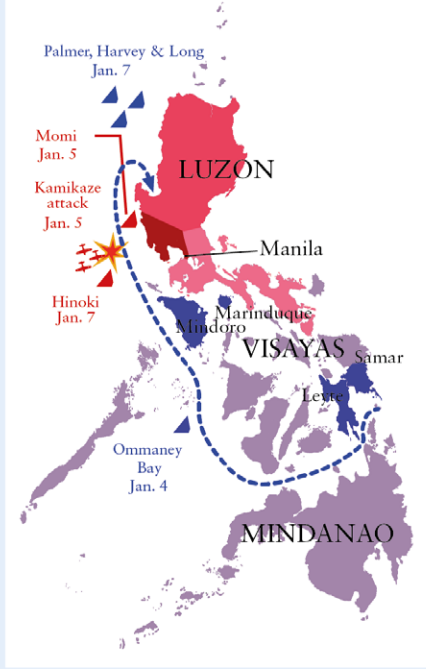 Palmer, Harvey & Long
Jan. 7
Momi
Jan. 5
LUZON
Kamikaze
attack
Jan. 5
Manila
Hinoki
Jan. 7
Marinduque
Mindoro
VISAYAS
Samar
Leyte
Ommaney
Bay
Jan. 4
MINDANAO